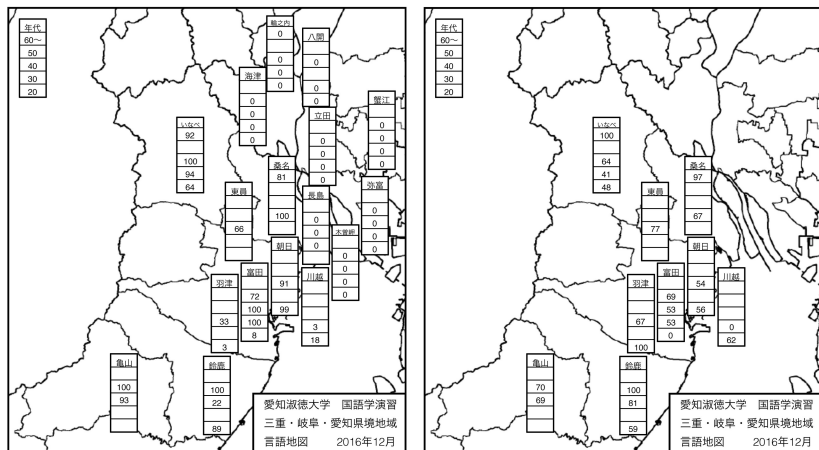 年代
60〜
50
40
30
20
輪之内
0
0
0
0
八開
0
0
0
海津
0
0
0
0
蟹江
0
0
0
0
立田
0
0
0
0
いなべ
92
100
94
64
桑名
81
100
東員
66
長島
0
0
0
弥富
0
0
0
0
木曽岬
0
0
0
0
朝日
91
99
富田
72
100
100
8
川越
3
18
羽津
33
3
亀山
100
93
鈴鹿
100
22
89
愛知淑徳大学 国語学演習
三重・岐阜・愛知県境地域
言語地図 2016年12月
年代
60〜
50
40
30
20
いなべ
100
64
41
48
桑名
97
67
東員
77
朝日
54
56
富田
69
53
53
0
川越
0
62
羽津
67
100
亀山
70
69
鈴鹿
100
81
59
愛知淑徳大学 国語学演習
三重・岐阜・愛知県境地域
言語地図 2016年12月